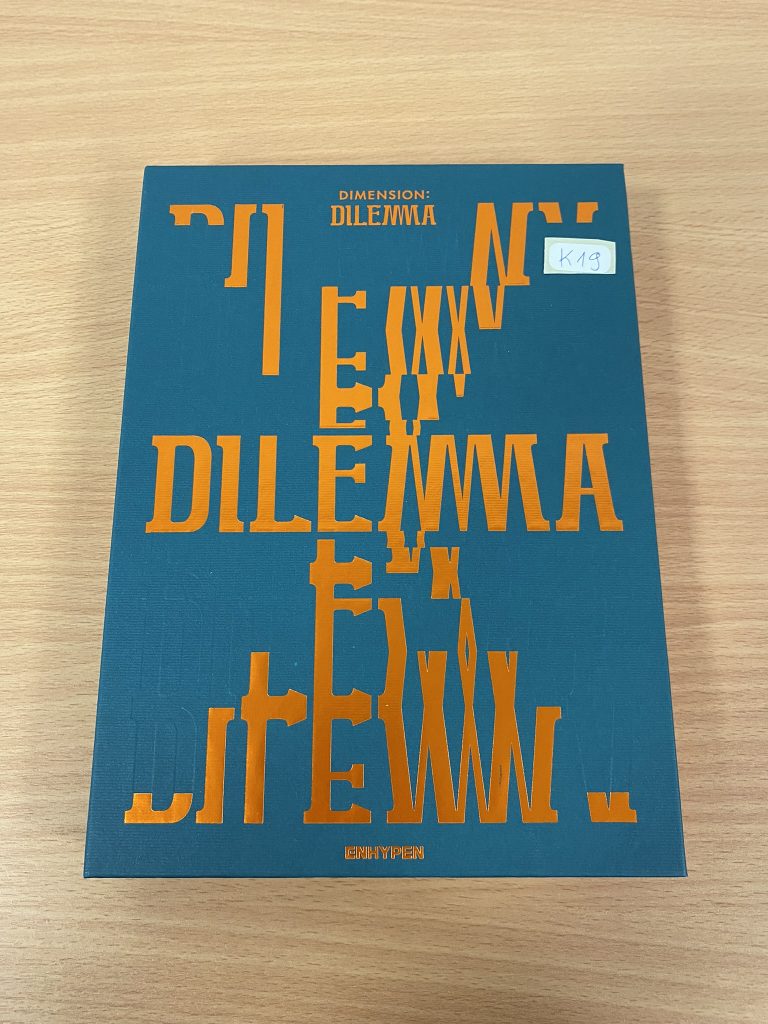 DIMENSION:
DILEMMA
K19
DILEMMA
ENHYPEN